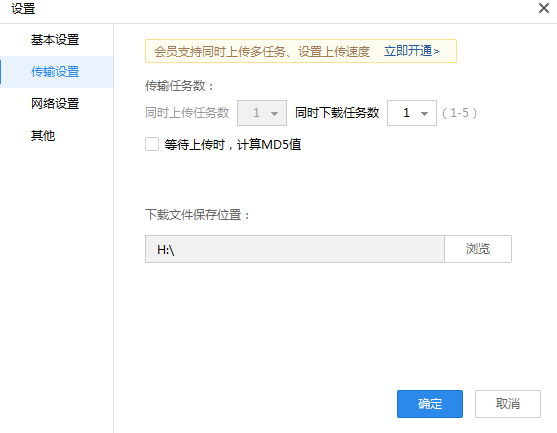 设置
基本设置
传输设置
网络设置
其他
会员支持同时上传多任务、设置上传速度 立即开通>
传输任务数：
同时上传任务数 1 同时下载任务数 1 (1-5)
等待上传时，计算MD5值
下载文件保存位置：
H:\ 浏览
确定 取消